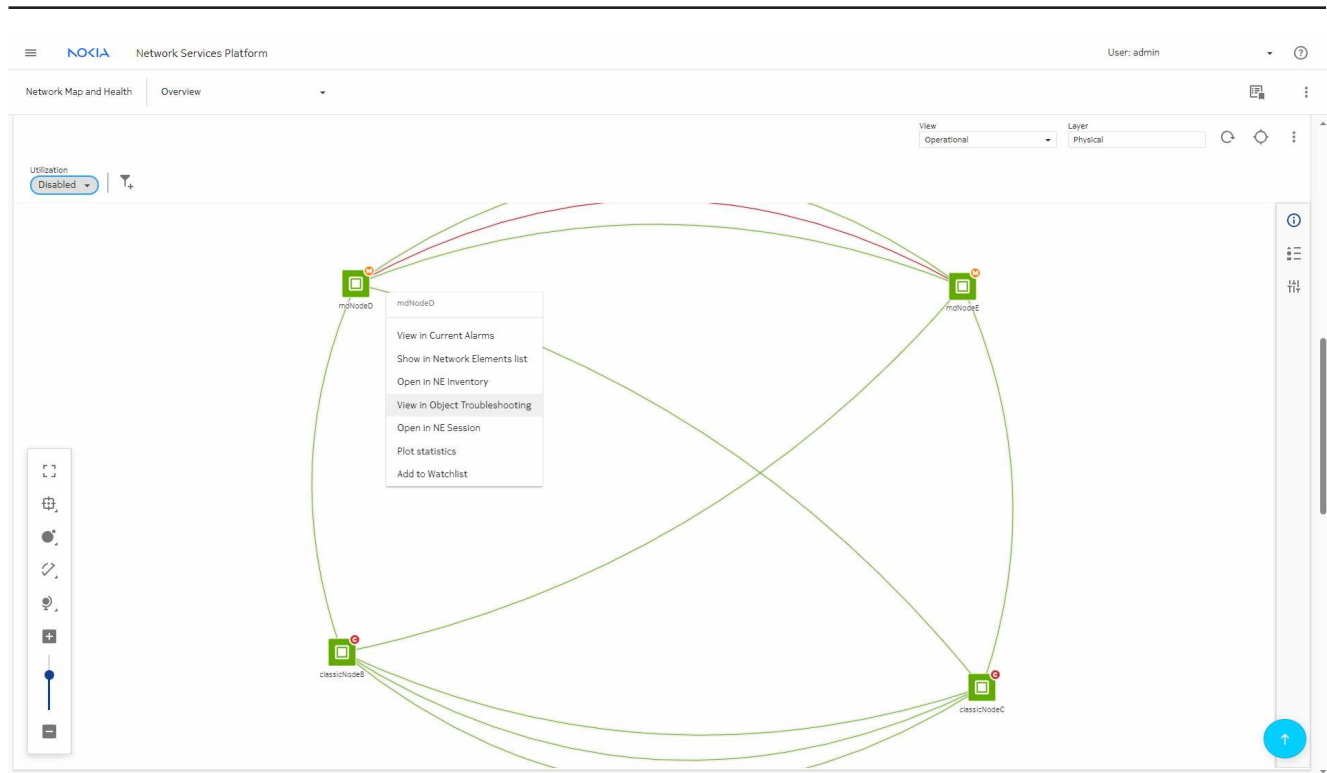 NOKIA Network Services Platform User: admin
Network Map and Health Overview
View
Operational
Layer
Physical
Utilization
Disabled
M
mdNodeD
M
mdNodeE
mdNodeD
View in Current Alarms
Show in Network Elements list
Open in NE Inventory
View in Object Troubleshooting
Open in NE Session
Plot statistics
Add to Watchlist
C
classicNodeB
C
classicNodeC